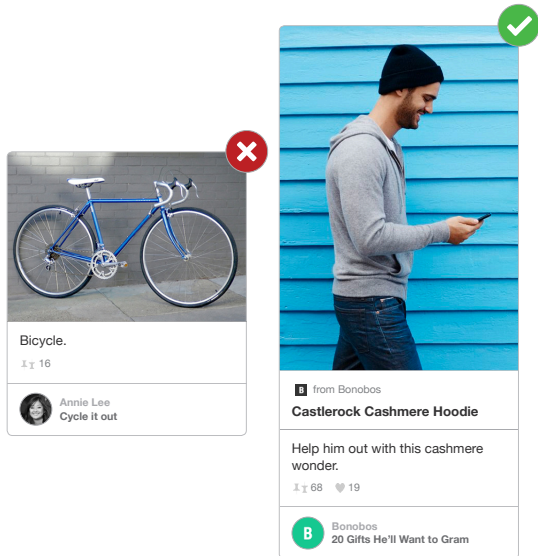 Bicycle.
16
Annie Lee
Cycle it out
B from Bonobos
Castlerock Cashmere Hoodie
Help him out with this cashmere
wonder.
68 19
B
Bonobos
20 Gifts He'll Want to Gram